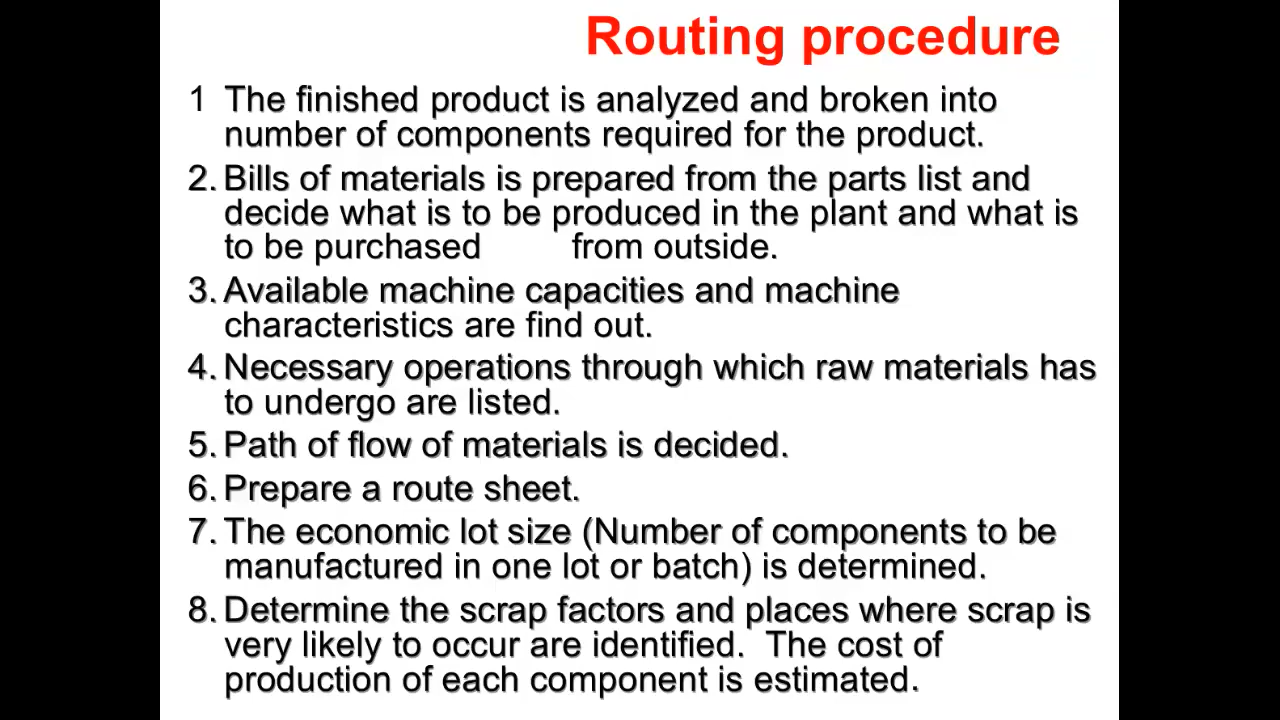 Routing procedure
1 The finished product is analyzed and broken into
number of components required for the product.
2. Bills of materials is prepared from the parts list and
decide what is to be produced in the plant and what is
to be purchased from outside.
3. Available machine capacities and machine
characteristics are find out.
4. Necessary operations through which raw materials has
to undergo are listed.
5. Path of flow of materials is decided.
6. Prepare a route sheet.
7. The economic lot size (Number of components to be
manufactured in one lot or batch) is determined.
8. Determine the scrap factors and places where scrap is
very likely to occur are identified. The cost of
production of each component is estimated.